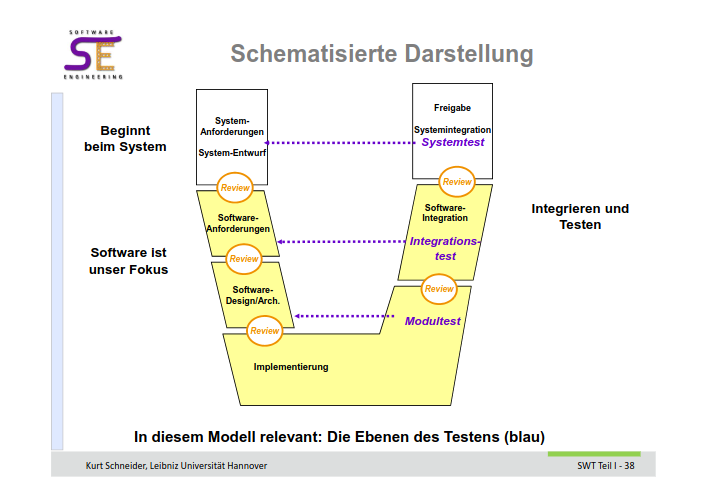 SOFTWARE
SE
ENGINEERING
Schematisierte Darstellung
Beginnt
beim System
Software ist
unser Fokus
System-
Anforderungen
System-Entwurf
Review
Software-
Anforderungen
Review
Software-
Design/Arch.
Review
Implementierung
Freigabe
Systemintegration
Systemtest
Review
Software-
Integration
Integrations-
test
Review
Modultest
Integrieren und
Testen
In diesem Modell relevant: Die Ebenen des Testens (blau)
Kurt Schneider, Leibniz Universität Hannover
SWT Teil I - 38